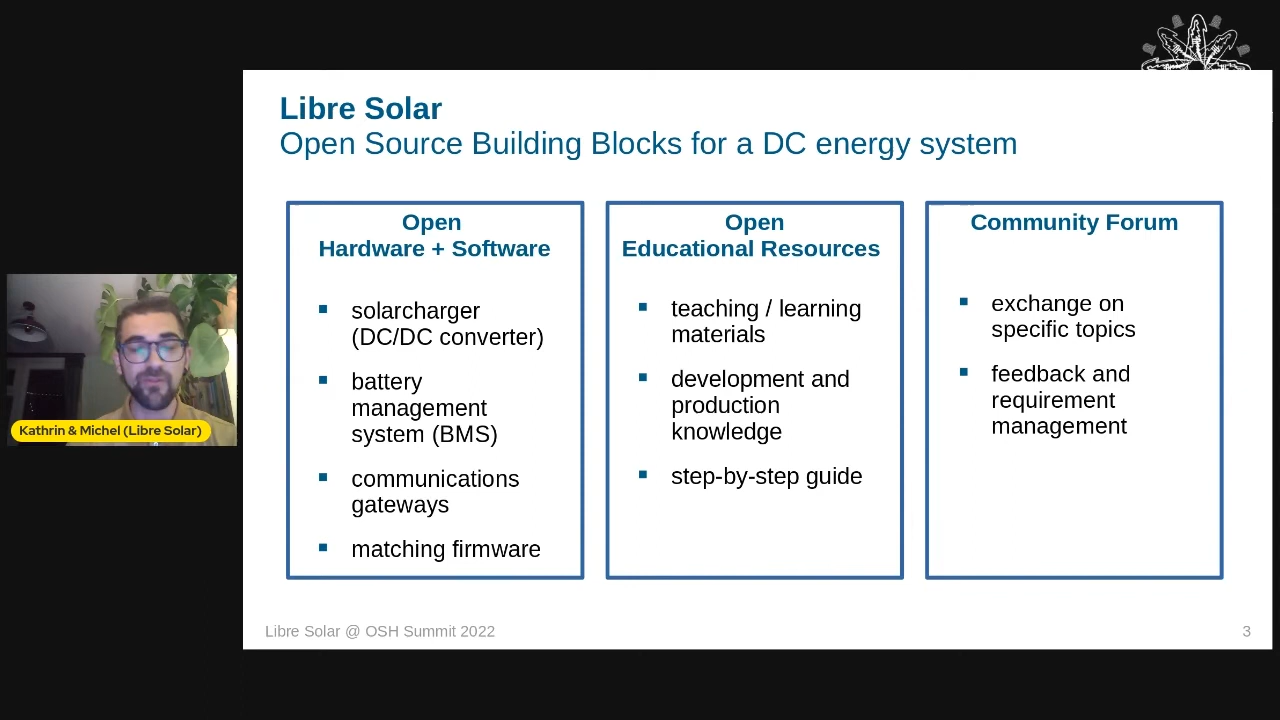 Libre Solar
Open Source Building Blocks for a DC energy system
Open
Hardware + Software
solarcharger
(DC/DC converter)
battery
management
system (BMS)
communications
gateways
matching firmware
Open
Educational Resources
teaching / learning
materials
development and
production
knowledge
step-by-step guide
Community Forum
exchange on
specific topics
feedback and
requirement
management
Kathrin & Michel (Libre Solar)
Libre Solar @ OSH Summit 2022
3